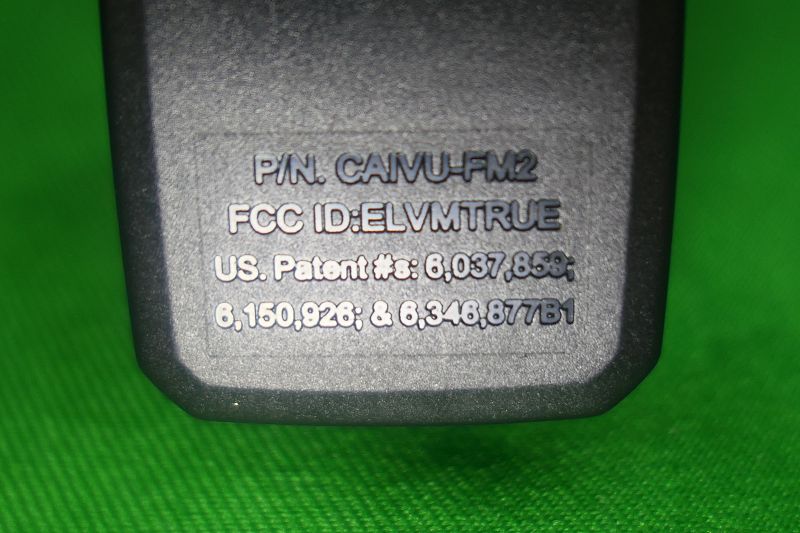 P/N. CAIVU-FM2
FCC ID:ELVMTRUE
US. Patent #s: 6,037,859;
6,150,926; & 6,346,877B1